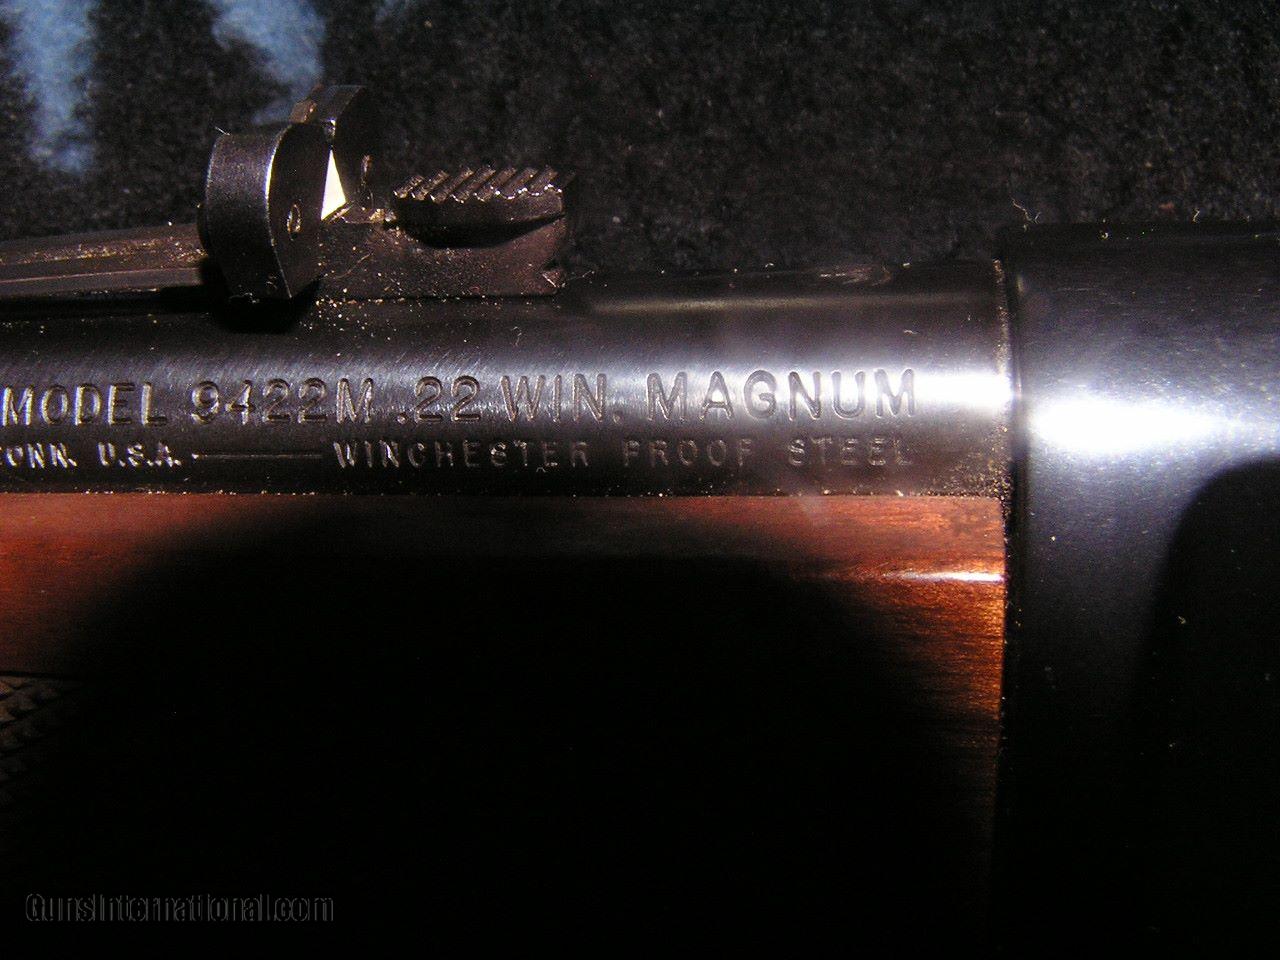 MODEL 9422M .22 WIN. MAGNUM
CONN. U.S.A. WINCHESTER PROOF STEEL
GunsInternational.com